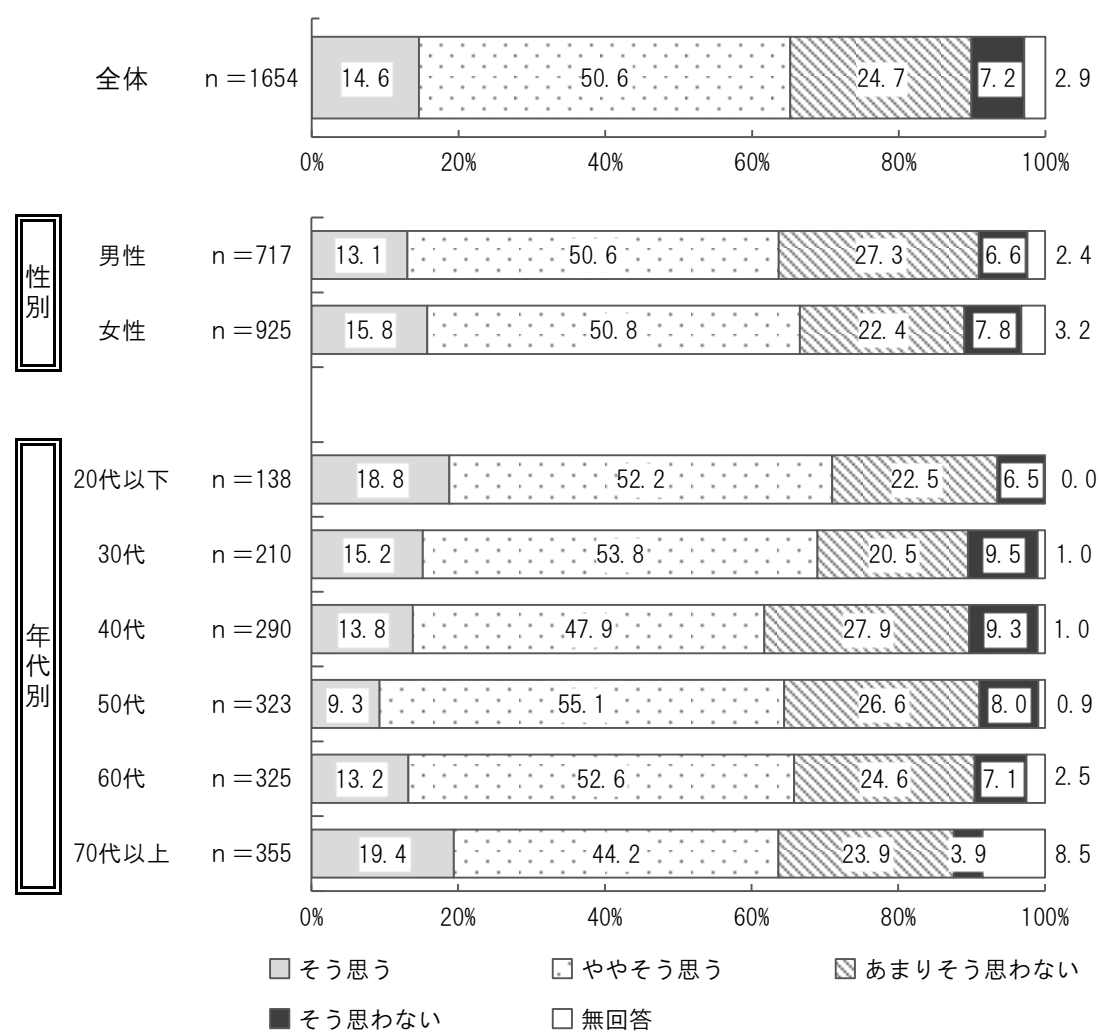 全体 n＝1654 14.6 50.6 24.7 7.2 2.9
0% 20% 40% 60% 80% 100%
性別
男性 n＝717 13.1 50.6 27.3 6.6 2.4
女性 n＝925 15.8 50.8 22.4 7.8 3.2
年代別
20代以下 n＝138 18.8 52.2 22.5 6.5 0.0
30代 n＝210 15.2 53.8 20.5 9.5 1.0
40代 n＝290 13.8 47.9 27.9 9.3 1.0
50代 n＝323 9.3 55.1 26.6 8.0 0.9
60代 n＝325 13.2 52.6 24.6 7.1 2.5
70代以上 n＝355 19.4 44.2 23.9 3.9 8.5
0% 20% 40% 60% 80% 100%
そう思う ややそう思う あまりそう思わない
そう思わない 無回答